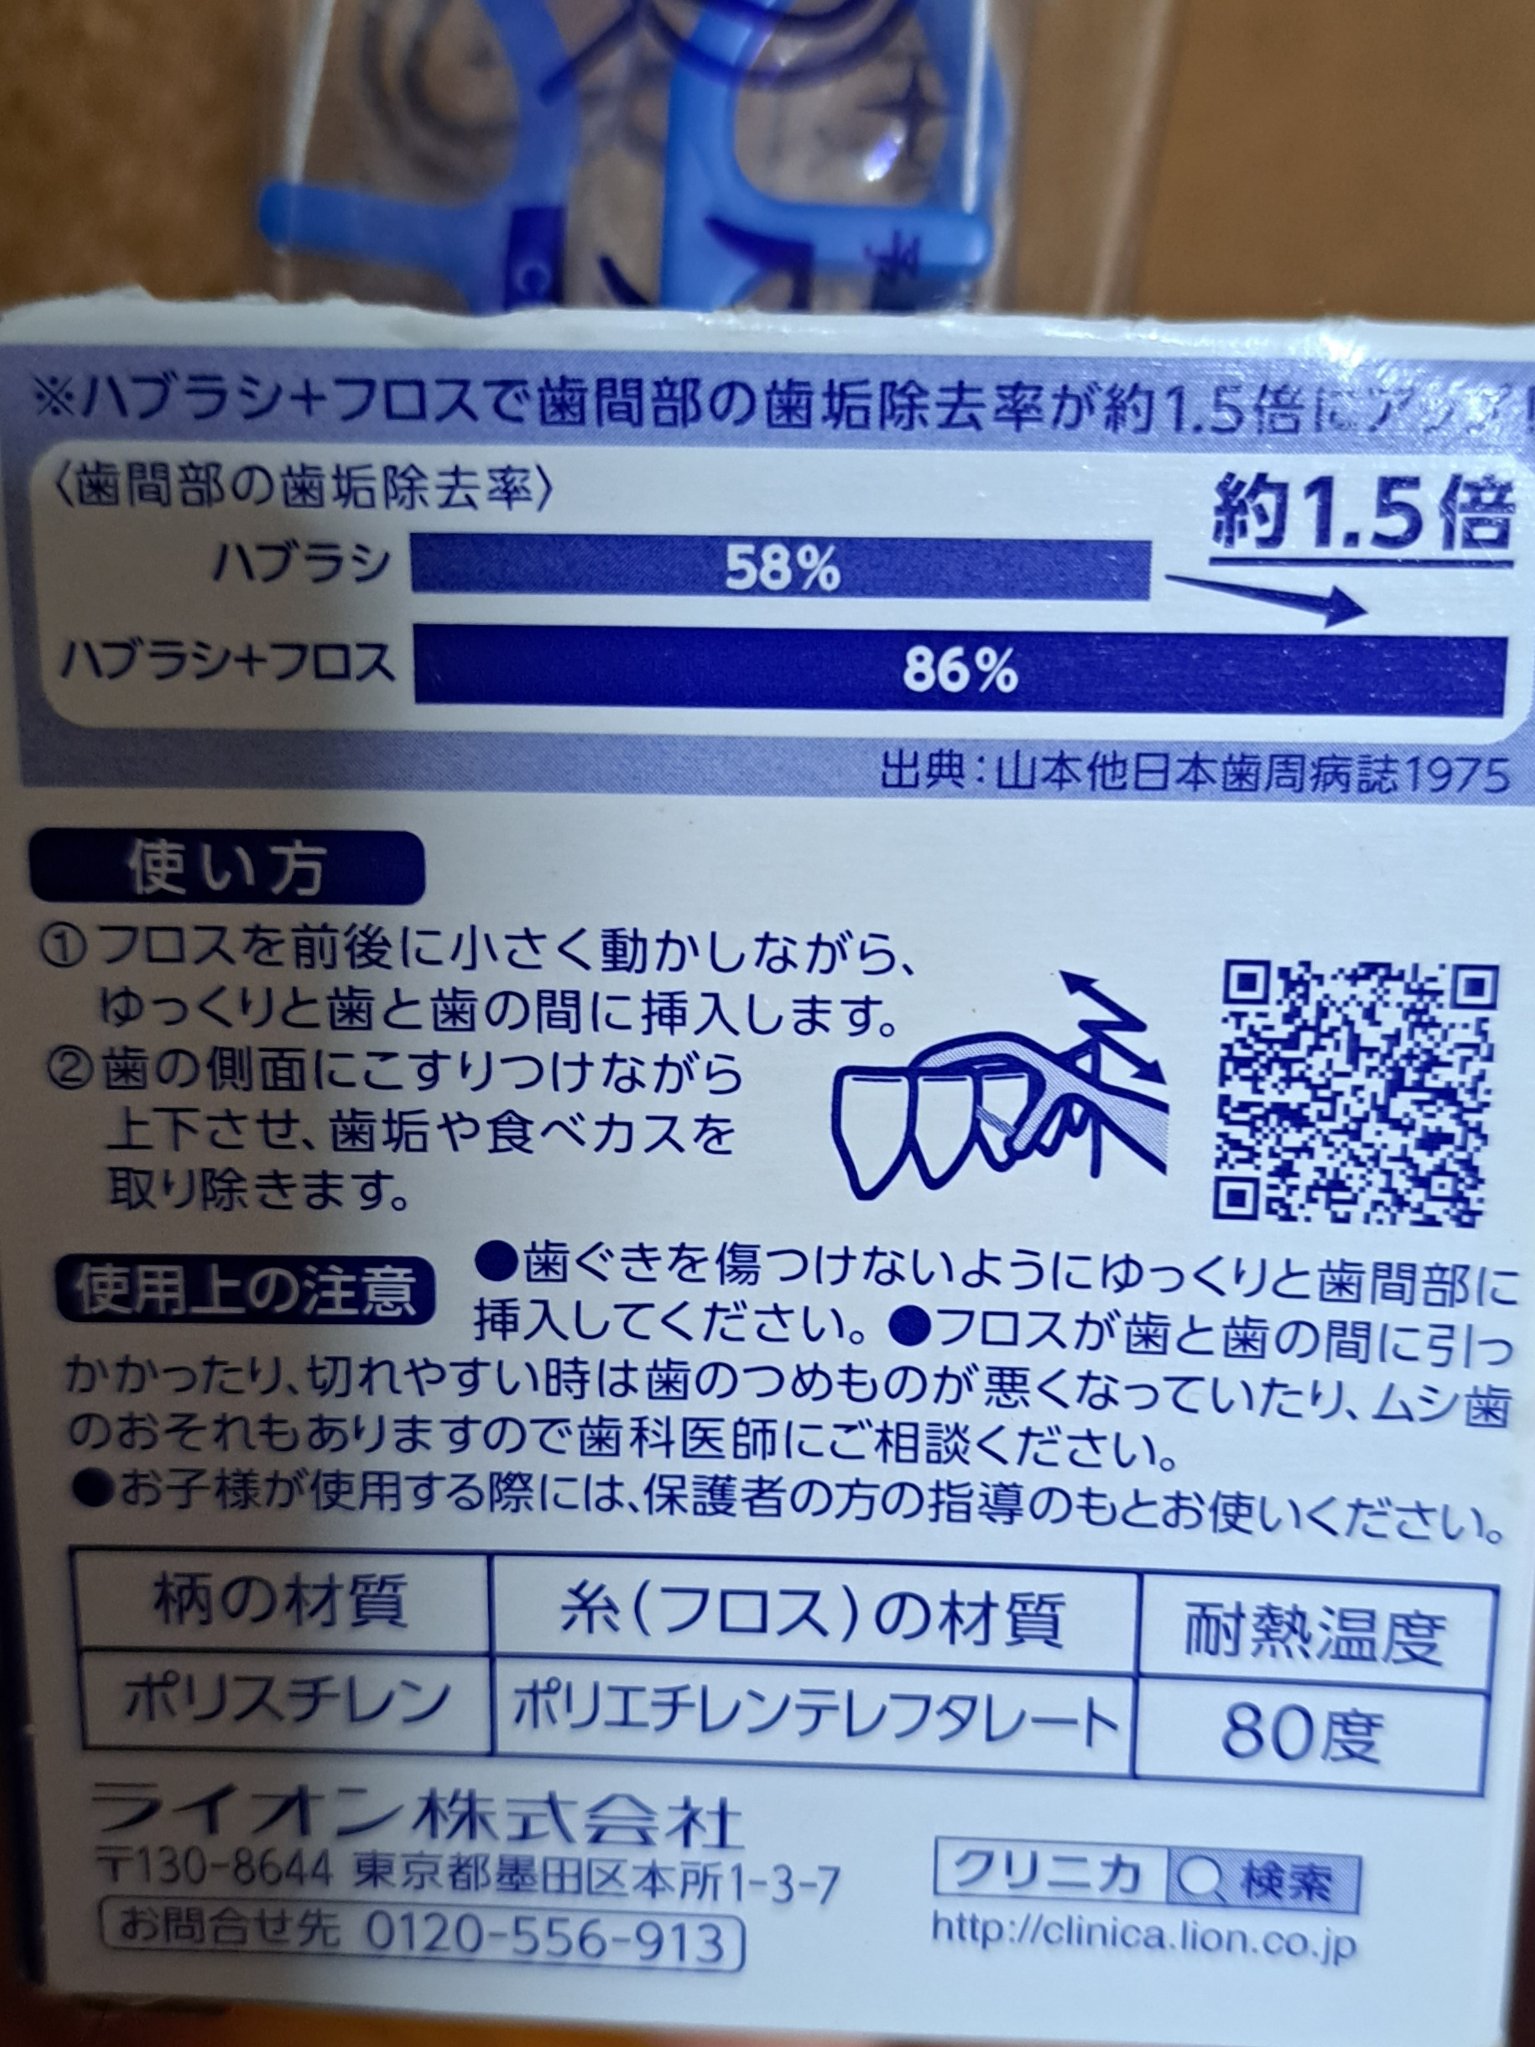 ※ハブラシ+フロスで歯間部の歯垢除去率が約1.5倍にアップ!
〈歯間部の歯垢除去率〉
約1.5倍
ハブラシ 58%
ハブラシ+フロス 86%
出典:山本他日本歯周病誌1975
使い方
①フロスを前後に小さく動かしながら、
ゆっくりと歯と歯の間に挿入します。
②歯の側面にこすりつけながら
上下させ、歯垢や食べカスを
取り除きます。
使用上の注意 ●歯ぐきを傷つけないようにゆっくりと歯間部に
挿入してください。●フロスが歯と歯の間に引っ
かかったり、切れやすい時は歯のつめものが悪くなっていたり、ムシ歯
のおそれもありますので歯科医師にご相談ください。
●お子様が使用する際には、保護者の方の指導のもとお使いください。
柄の材質 糸(フロス)の材質 耐熱温度
ポリスチレン ポリエチレンテレフタレート 80度
ライオン株式会社
〒130-8644 東京都墨田区本所1-3-7
お問合せ先 0120-556-913
クリニカ 検索
http://clinica.lion.co.jp